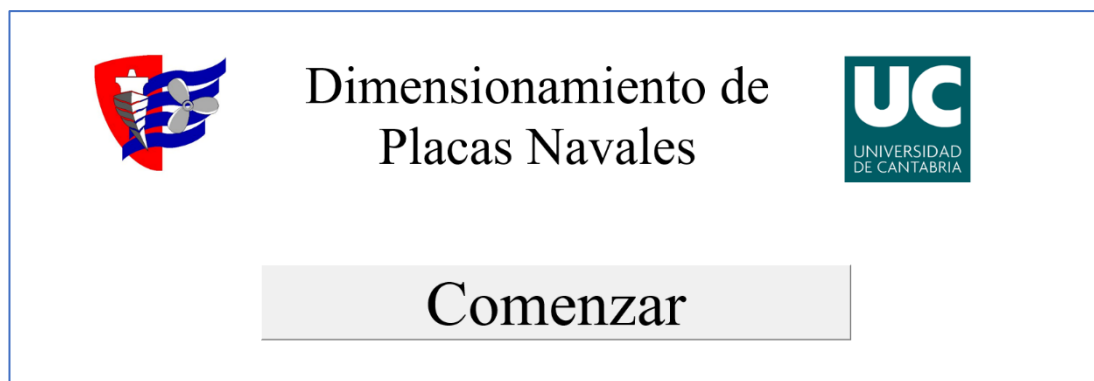 Dimensionamiento de
Placas Navales
UC
UNIVERSIDAD
DE CANTABRIA
Comenzar